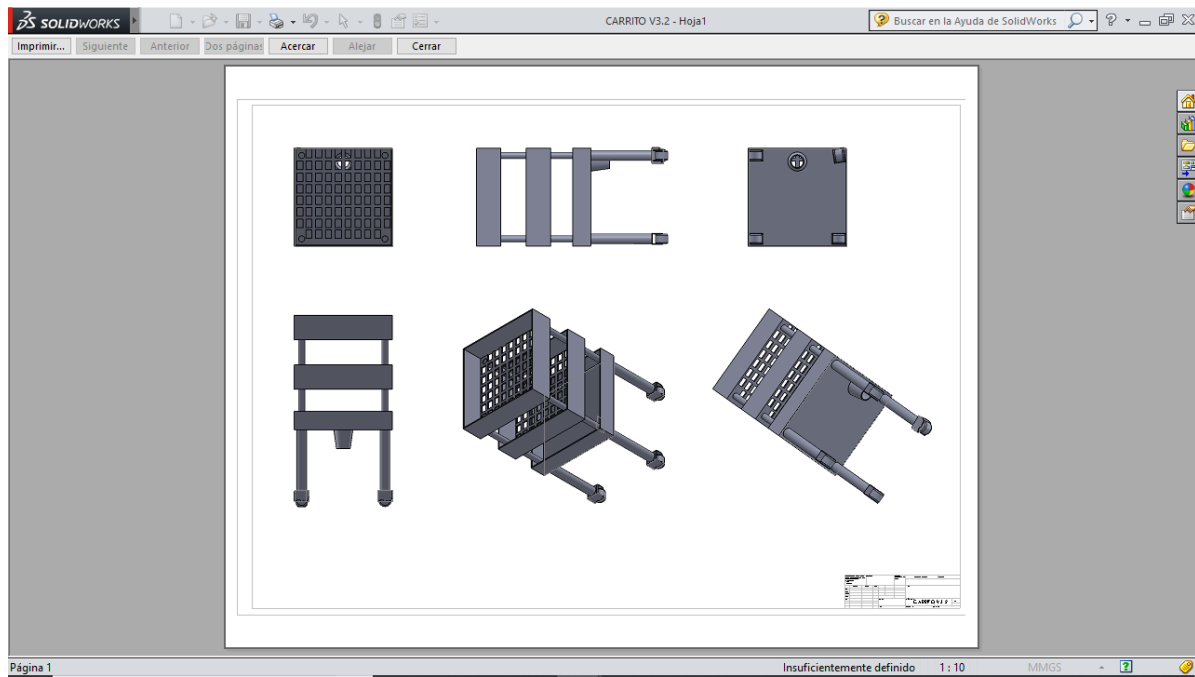 SOLIDWORKS
CARRITO V3.2 - Hoja1
Buscar en la Ayuda de SolidWorks
Imprimir...
Siguiente
Anterior
Dos página
Acercar
Alejar
Cerrar
Página 1
Insuficientemente definido
1 : 10
MMGS